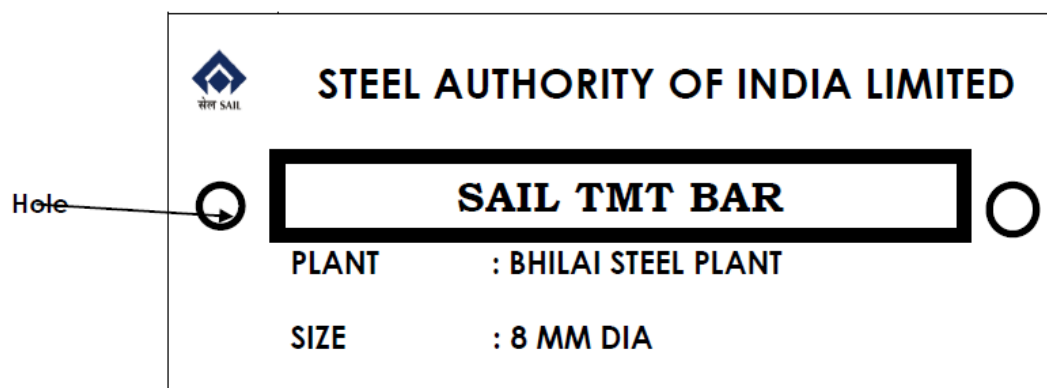 STEEL AUTHORITY OF INDIA LIMITED
सेल SAIL
SAIL TMT BAR
Hole
PLANT : BHILAI STEEL PLANT
SIZE : 8 MM DIA